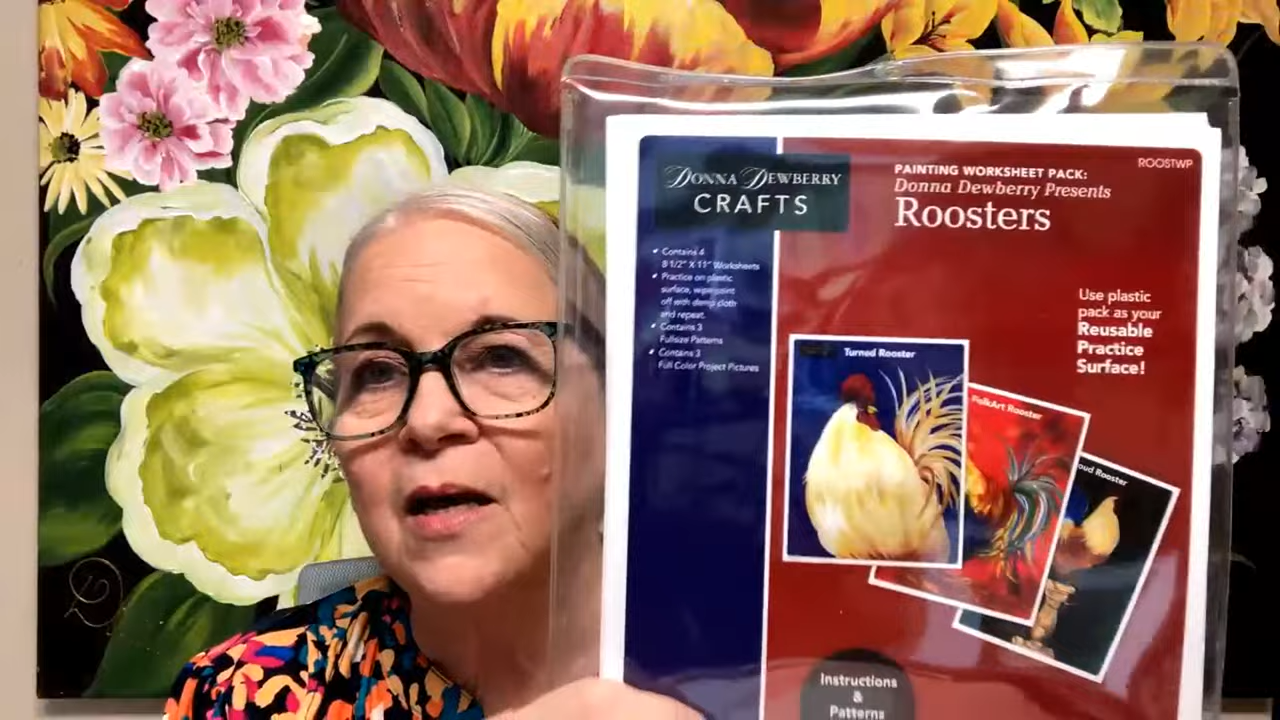 DONNA DEWBERRY
CRAFTS
PAINTING WORKSHEET PACK:
Donna Dewberry Presents
Roosters
ROOSTWP
Contains 4
8 1/2" X 11" Worksheets
Practice on plastic
surface, wipe paint
off with damp cloth
and repeat.
Contains 3
Fullsize Patterns
Contains 3
Full Color Project Pictures
Use plastic
pack as your
Reusable
Practice
Surface!
Turned Rooster
FolkArt Rooster
oud Rooster
Instructions
&
Patterns